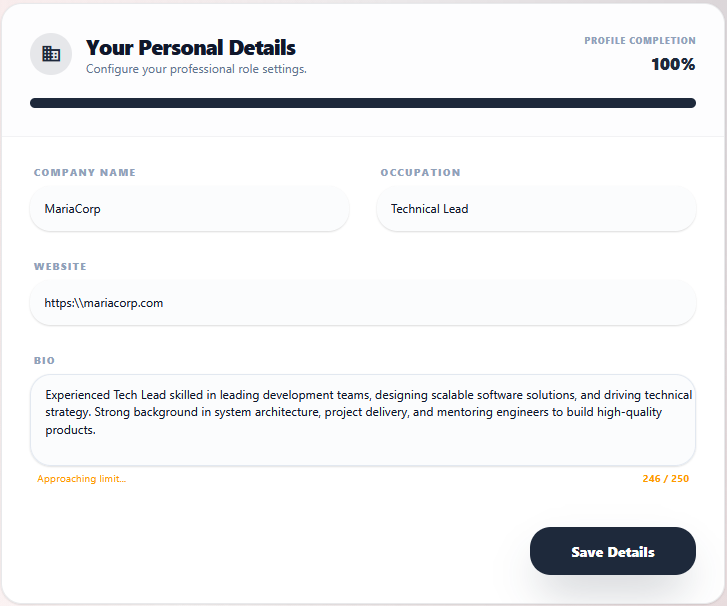 Your Personal Details
Configure your professional role settings.
PROFILE COMPLETION
100%
COMPANY NAME
MariaCorp
OCCUPATION
Technical Lead
WEBSITE
https:\\mariacorp.com
BIO
Experienced Tech Lead skilled in leading development teams, designing scalable software solutions, and driving technical
strategy. Strong background in system architecture, project delivery, and mentoring engineers to build high-quality
products.
Approaching limit...
246 / 250
Save Details